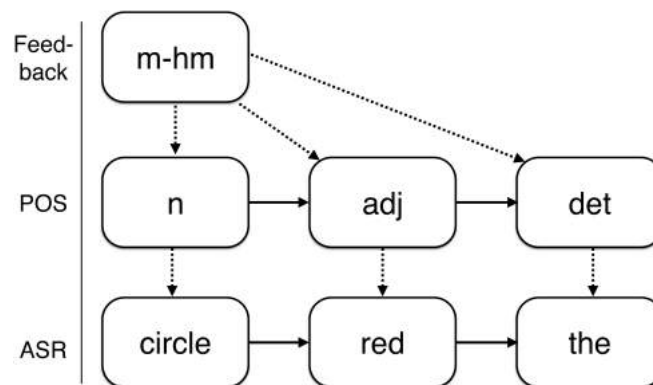 Feed-
back
m-hm
POS
n
adj
det
ASR
circle
red
the